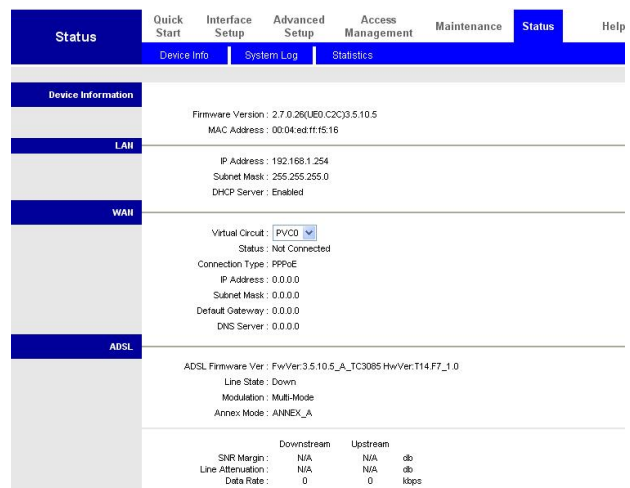 Status
Quick Start
Interface Setup
Advanced Setup
Access Management
Maintenance
Status
Help
Device Info
System Log
Statistics
Device Information
Firmware Version : 2.7.0.26(UE0.C2C)3.5.10.5
MAC Address : 00:04:ed:ff:f5:16
LAN
IP Address : 192.168.1.254
Subnet Mask : 255.255.255.0
DHCP Server : Enabled
WAN
Virtual Circuit : PVC0
Status : Not Connected
Connection Type : PPPoE
IP Address : 0.0.0.0
Subnet Mask : 0.0.0.0
Default Gateway : 0.0.0.0
DNS Server : 0.0.0.0
ADSL
ADSL Firmware Ver : FwVer:3.5.10.5_A_TC3085 HwVer:T14.F7_1.0
Line State : Down
Modulation : Multi-Mode
Annex Mode : ANNEX_A
Downstream Upstream
SNR Margin : N/A N/A db
Line Attenuation : N/A N/A db
Data Rate : 0 0 kbps